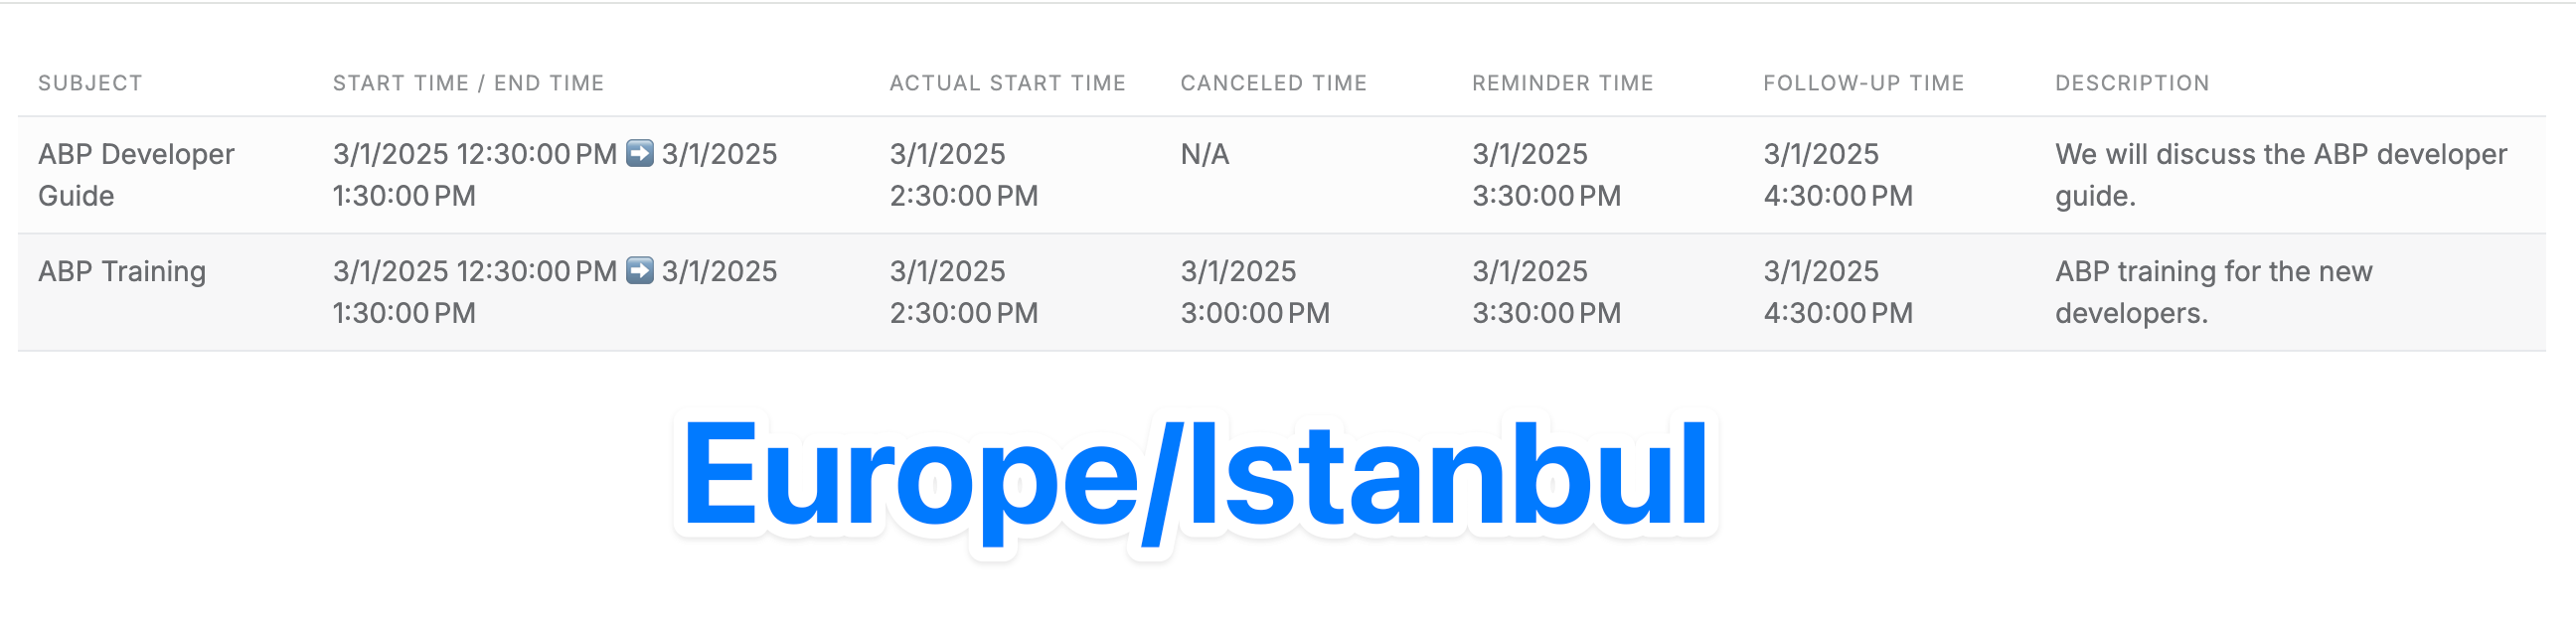 SUBJECT START TIME / END TIME ACTUAL START TIME CANCELED TIME REMINDER TIME FOLLOW-UP TIME DESCRIPTION
ABP Developer 3/1/2025 12:30:00 PM ➡️ 3/1/2025 3/1/2025 N/A 3/1/2025 3/1/2025 We will discuss the ABP developer
Guide 1:30:00 PM 2:30:00 PM 3:30:00 PM 4:30:00 PM guide.
ABP Training 3/1/2025 12:30:00 PM ➡️ 3/1/2025 3/1/2025 3/1/2025 3/1/2025 3/1/2025 ABP training for the new
1:30:00 PM 2:30:00 PM 3:00:00 PM 3:30:00 PM 4:30:00 PM developers.
Europe/Istanbul